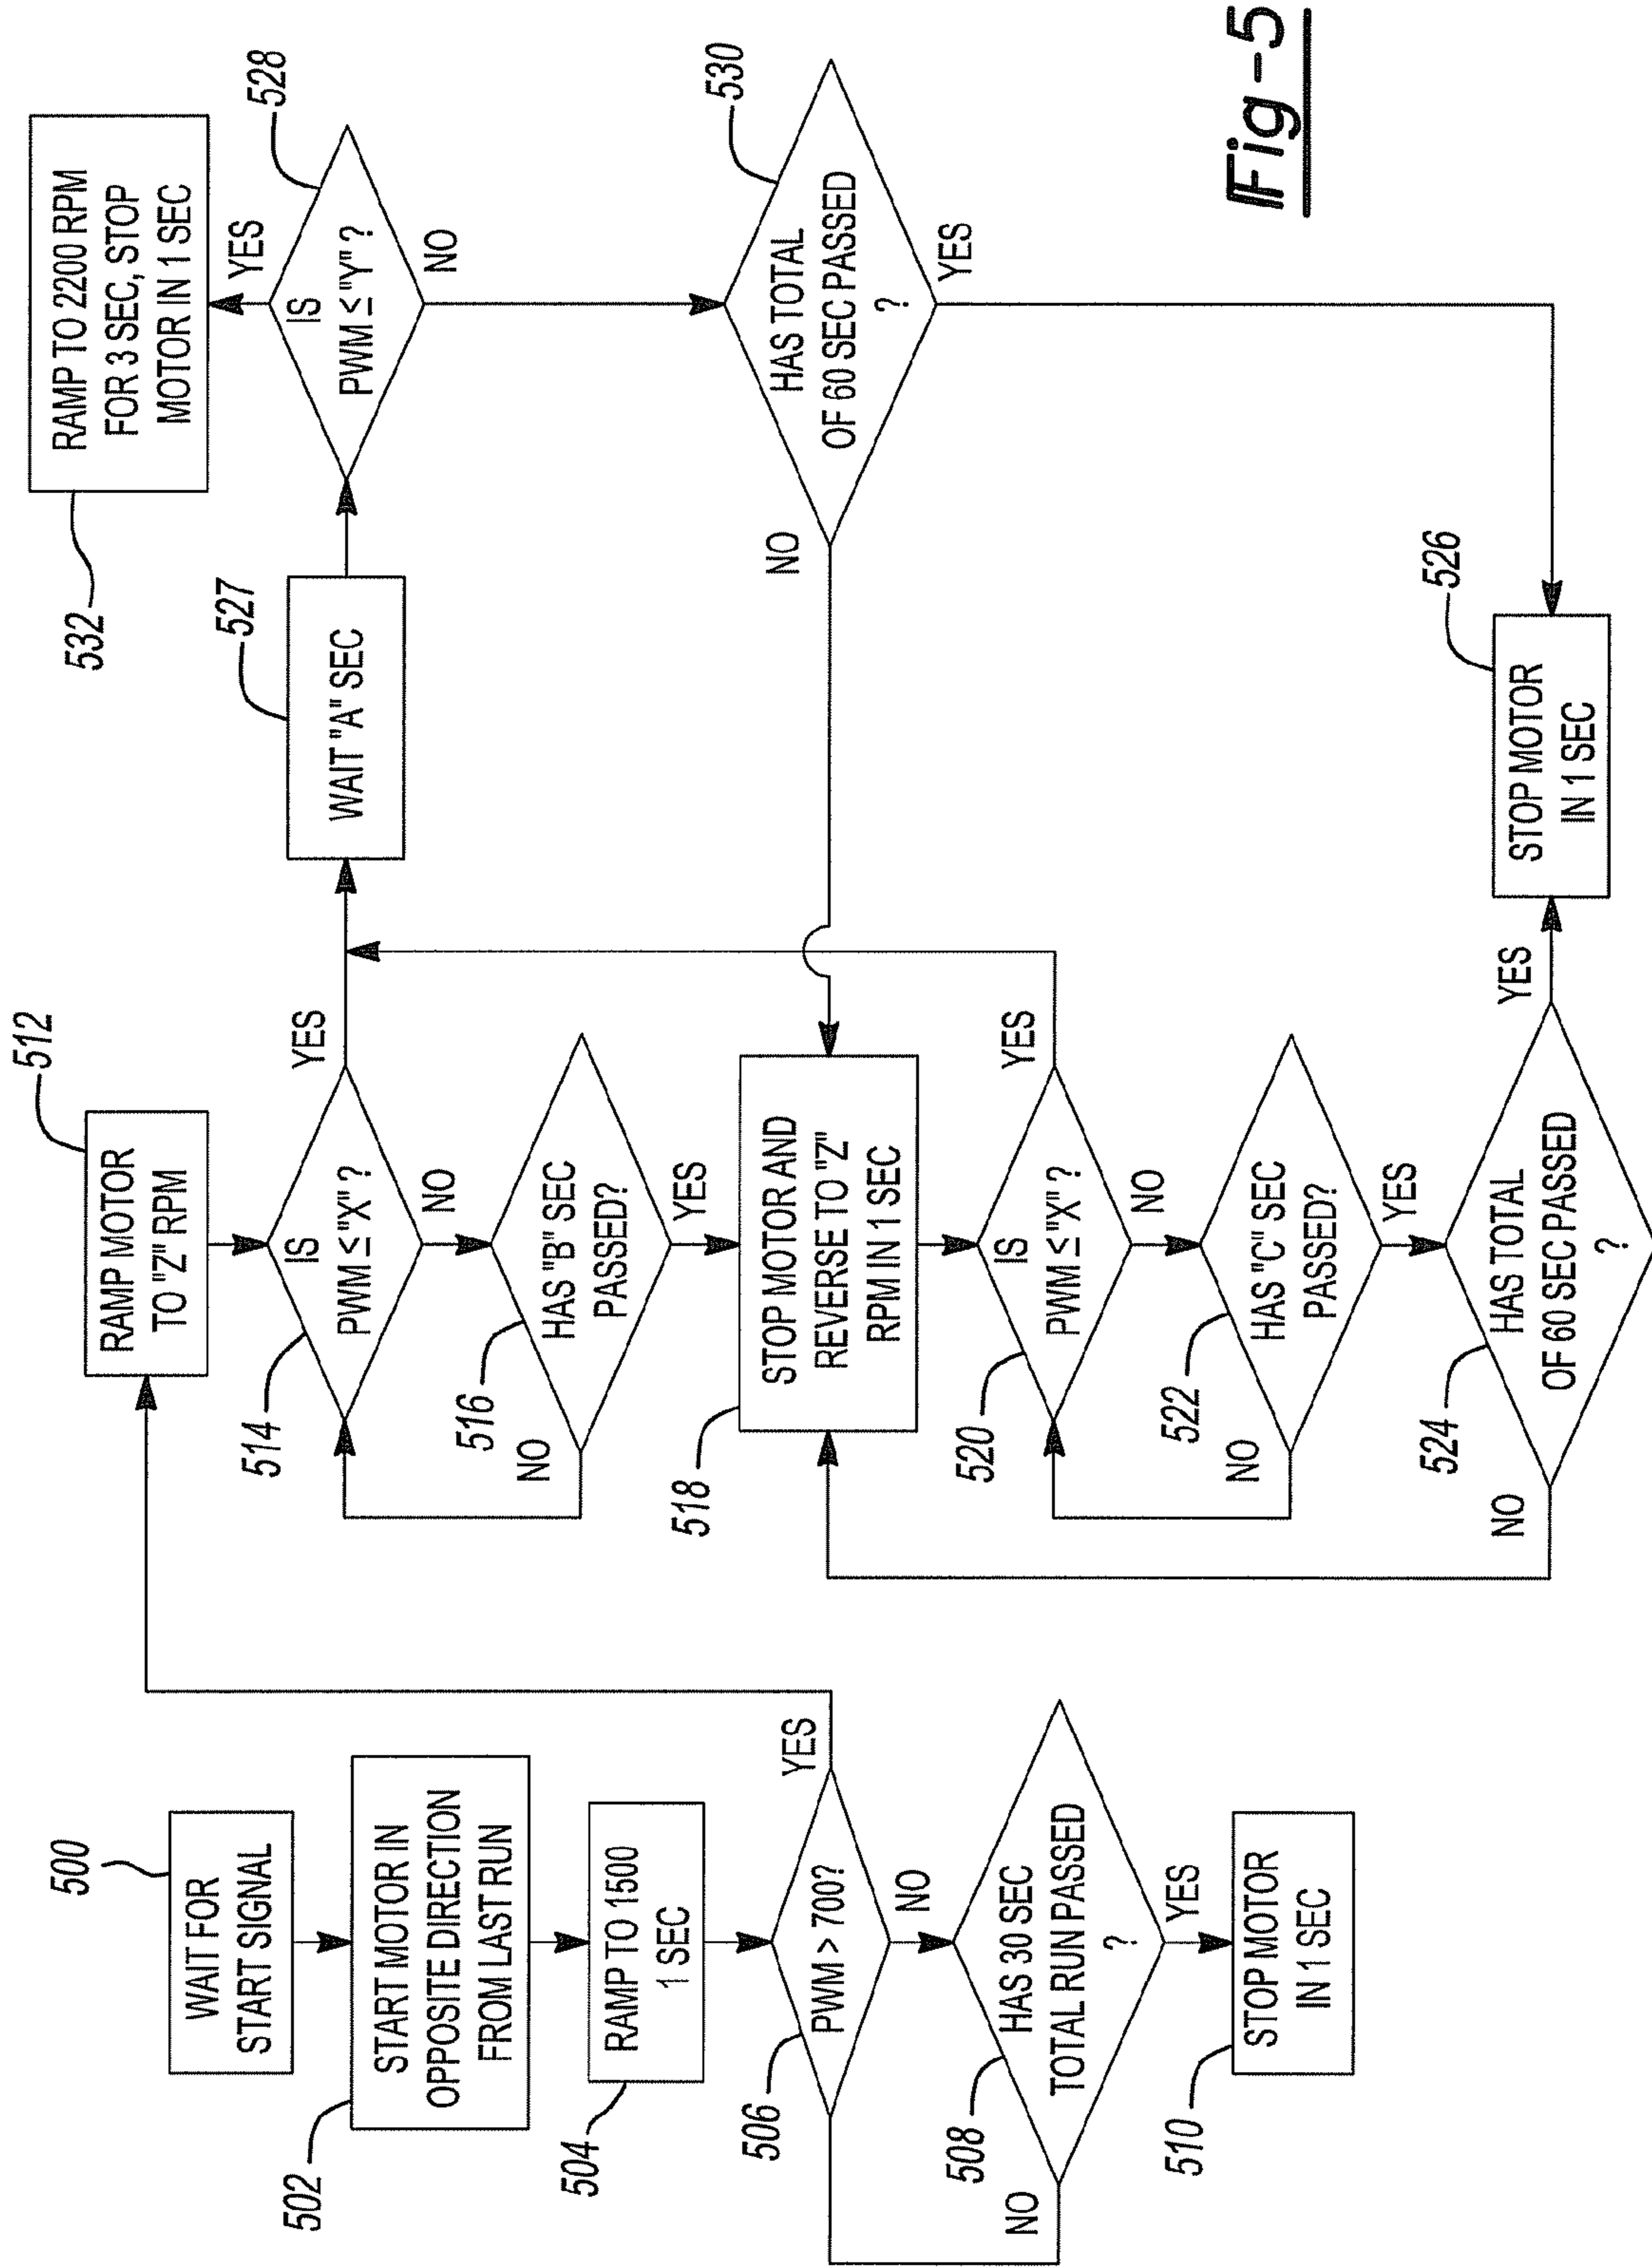 500
WAIT FOR
START SIGNAL
502
START MOTOR IN
OPPOSITE DIRECTION
FROM LAST RUN
504
RAMP TO 1500
1 SEC
506
PWM > 700?
YES
NO
508
HAS 30 SEC
TOTAL RUN PASSED
?
NO
YES
510
STOP MOTOR
IN 1 SEC
512
RAMP MOTOR
TO "Z" RPM
514
IS
PWM ≤ "X" ?
YES
NO
516
HAS "B" SEC
PASSED?
NO
YES
518
STOP MOTOR AND
REVERSE TO "Z"
RPM IN 1 SEC
520
IS
PWM ≤ "X" ?
YES
NO
522
HAS "C" SEC
PASSED?
NO
YES
524
HAS TOTAL
OF 60 SEC PASSED
?
NO
YES
526
STOP MOTOR
IN 1 SEC
527
WAIT "A" SEC
528
IS
PWM ≤ "Y" ?
YES
NO
530
HAS TOTAL
OF 60 SEC PASSED
?
NO
YES
532
RAMP TO 2200 RPM
FOR 3 SEC, STOP
MOTOR IN 1 SEC
Fig-5